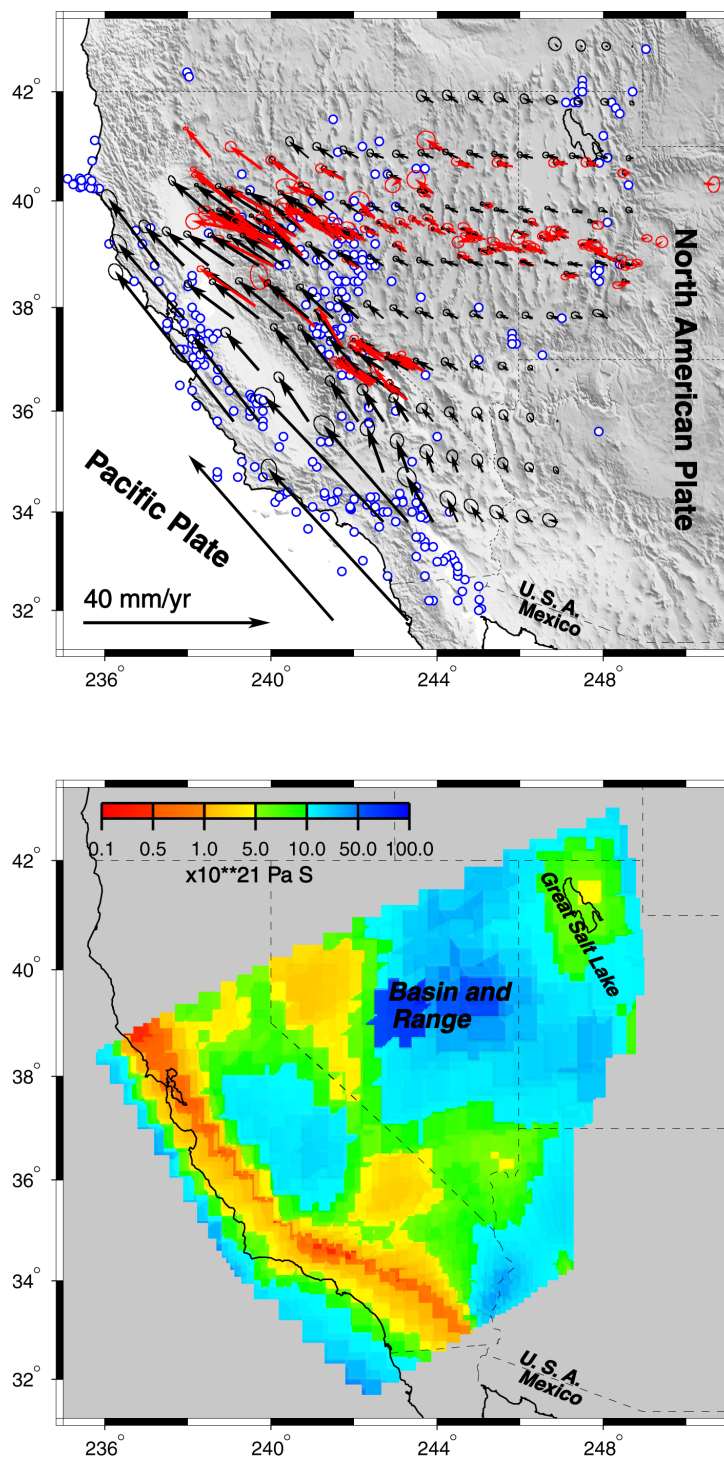 42°
40°
38°
36°
34°
32°
North American Plate
Pacific Plate
40 mm/yr
U. S. A.
Mexico
236°
240°
244°
248°
0.1 0.5 1.0 5.0 10.0 50.0 100.0
x10**21 Pa S
42°
40°
38°
36°
34°
32°
Great Salt Lake
Basin and
Range
U. S. A.
Mexico
236°
240°
244°
248°